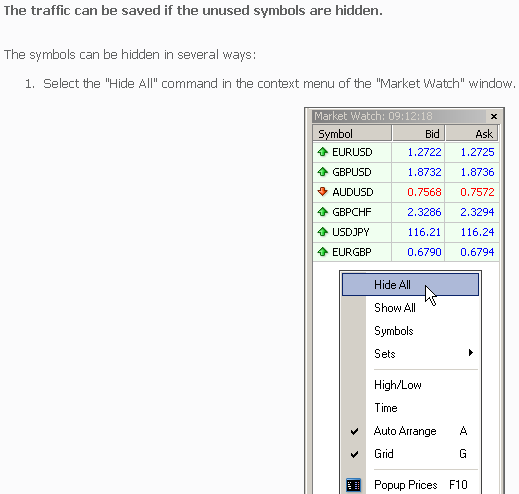 The traffic can be saved if the unused symbols are hidden.
The symbols can be hidden in several ways:
1. Select the "Hide All" command in the context menu of the "Market Watch" window.
Market Watch: 09:12:18
Symbol Bid Ask
EURUSD 1.2722 1.2725
GBPUSD 1.8732 1.8736
AUDUSD 0.7568 0.7572
GBPCHF 2.3286 2.3294
USDJPY 116.21 116.24
EURGBP 0.6790 0.6794
Hide All
Show All
Symbols
Sets
High/Low
Time
Auto Arrange A
Grid G
Popup Prices F10